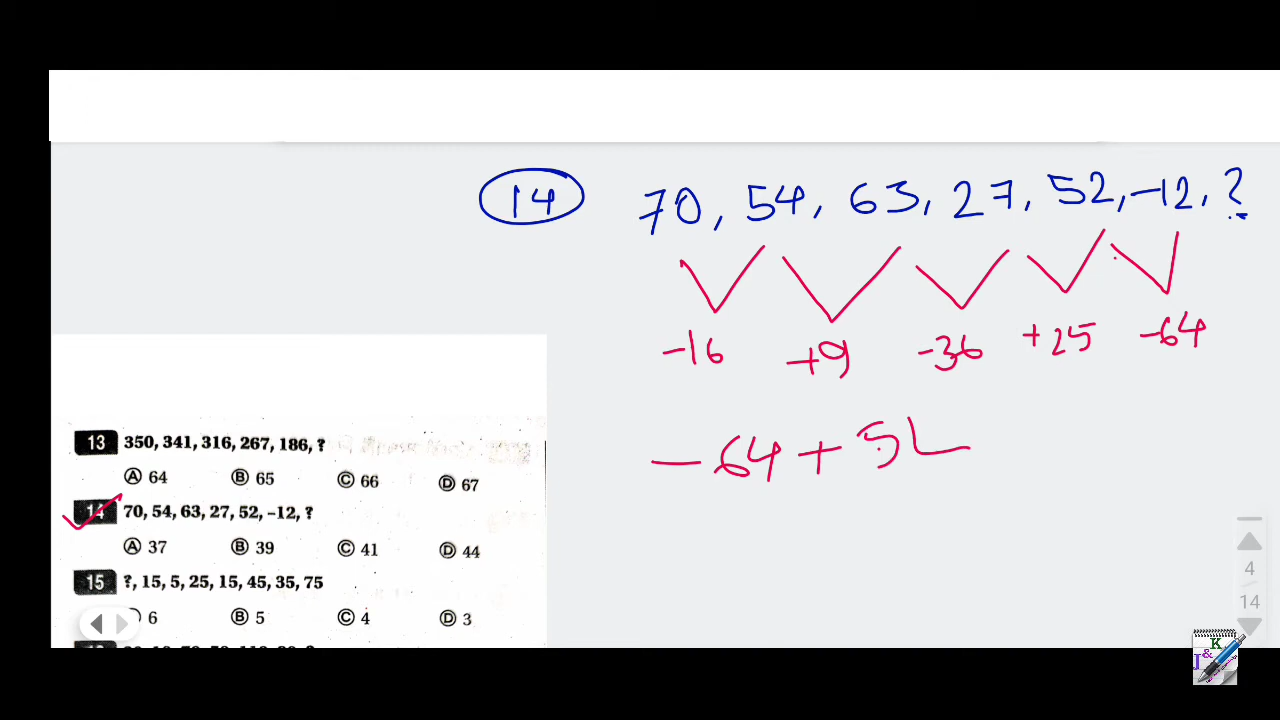 14 70, 54, 63, 27, 52, -12, ?
-16 +9 -36 +25 -64
-64 + 52
13 350, 341, 316, 267, 186, ?
A 64 B 65 C 66 D 67
14 70, 54, 63, 27, 52, –12, ?
A 37 B 39 C 41 D 44
15 ?, 15, 5, 25, 15, 45, 35, 75
6 B 5 C 4 D 3
4
14
I & K